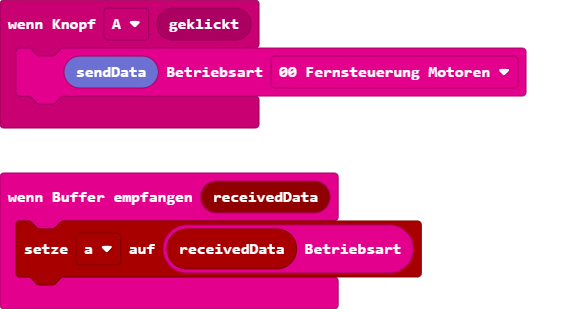 wenn Knopf A geklickt
sendData Betriebsart 00 Fernsteuerung Motoren
wenn Buffer empfangen receivedData
setze a auf receivedData Betriebsart